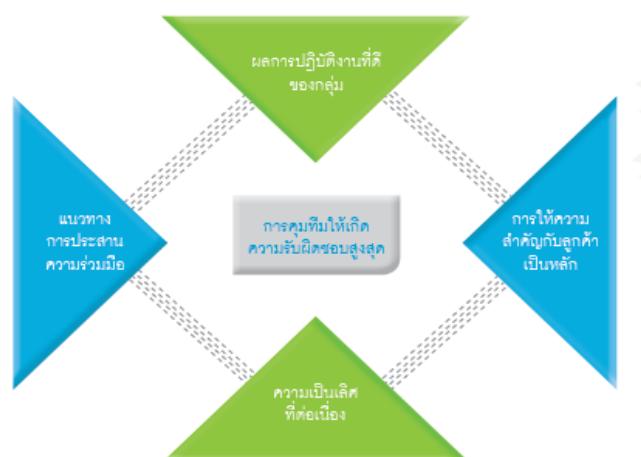 ผลการปฏิบัติงานที่ดี
ของกลุ่ม
แนวทาง
การประสาน
ความร่วมมือ
การคุมทีมให้เกิด
ความรับผิดชอบสูงสุด
การให้ความ
สำคัญกับลูกค้า
เป็นหลัก
ความเป็นเลิศ
ที่ต่อเนื่อง